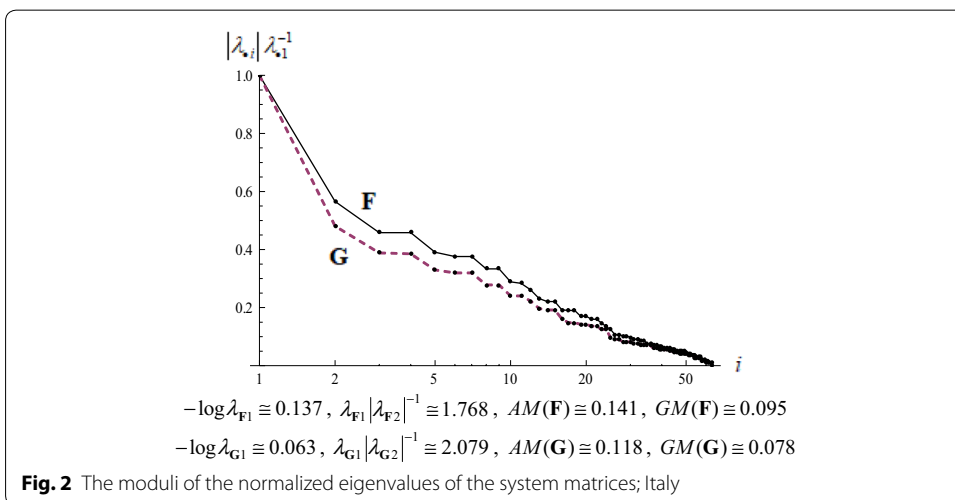 |λ•i| λ•1⁻¹
1.0
0.8
0.6
0.4
0.2
F
G
1 2 5 10 20 50 i
−log λF1 ≅ 0.137 , λF1|λF2|⁻¹ ≅ 1.768 , AM(F) ≅ 0.141, GM(F) ≅ 0.095
−log λG1 ≅ 0.063 , λG1|λG2|⁻¹ ≅ 2.079 , AM(G) ≅ 0.118 , GM(G) ≅ 0.078
Fig. 2 The moduli of the normalized eigenvalues of the system matrices; Italy